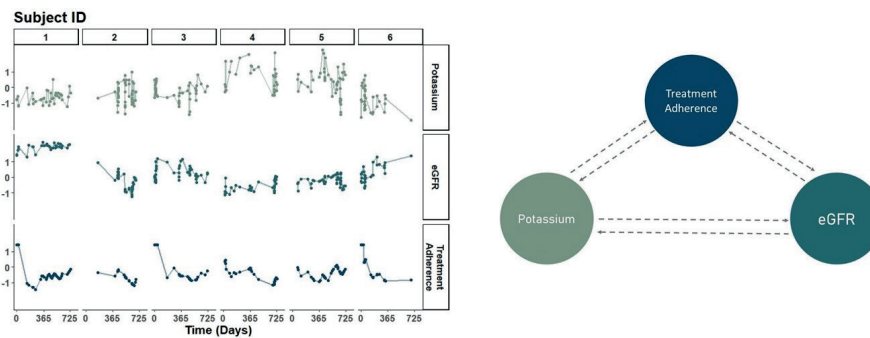 Subject ID
1 2 3 4 5 6
Potassium
1
0
-1
eGFR
1
0
-1
Treatment
Adherence
1
0
-1
0 365 725 0 365 725 0 365 725 0 365 725 0 365 725 0 365 725
Time (Days)
Treatment
Adherence
Potassium
eGFR